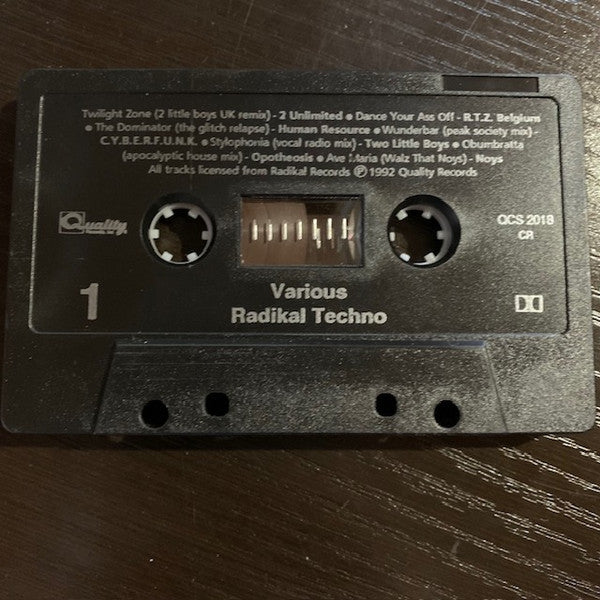 Twilight Zone (2 little boys UK remix) - 2 Unlimited ● Dance Your Ass Off - R.T.Z. Belgium
● The Dominator (the glitch relapse) - Human Resource ● Wunderbar (peak society mix) -
C.Y.B.E.R.F.U.N.K. ● Stylophonia (vocal radio mix) - Two Little Boys ● Obumbratta
(apocalyptic house mix) - Opotheosis ● Ave Maria (Walz That Noys) - Noys
All tracks licensed from Radikal Records Ⓟ 1992 Quality Records
Quality
QCS 2018
CR
1
Various
Radikal Techno